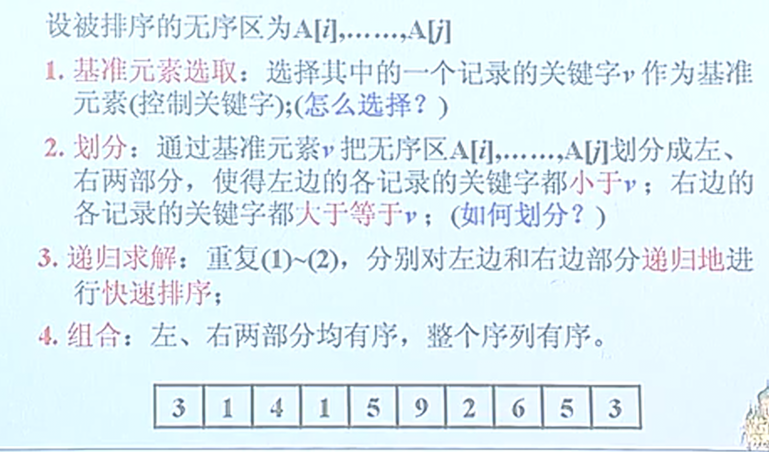 设被排序的无序区为A[i],……,A[j]
1. 基准元素选取：选择其中的一个记录的关键字v 作为基准
元素(控制关键字);(怎么选择？)
2. 划分：通过基准元素v 把无序区A[i],……,A[j]划分成左、
右两部分，使得左边的各记录的关键字都小于v；右边的
各记录的关键字都大于等于v；(如何划分？)
3. 递归求解：重复(1)~(2)，分别对左边和右边部分递归地进
行快速排序；
4. 组合：左、右两部分均有序，整个序列有序。
3 1 4 1 5 9 2 6 5 3